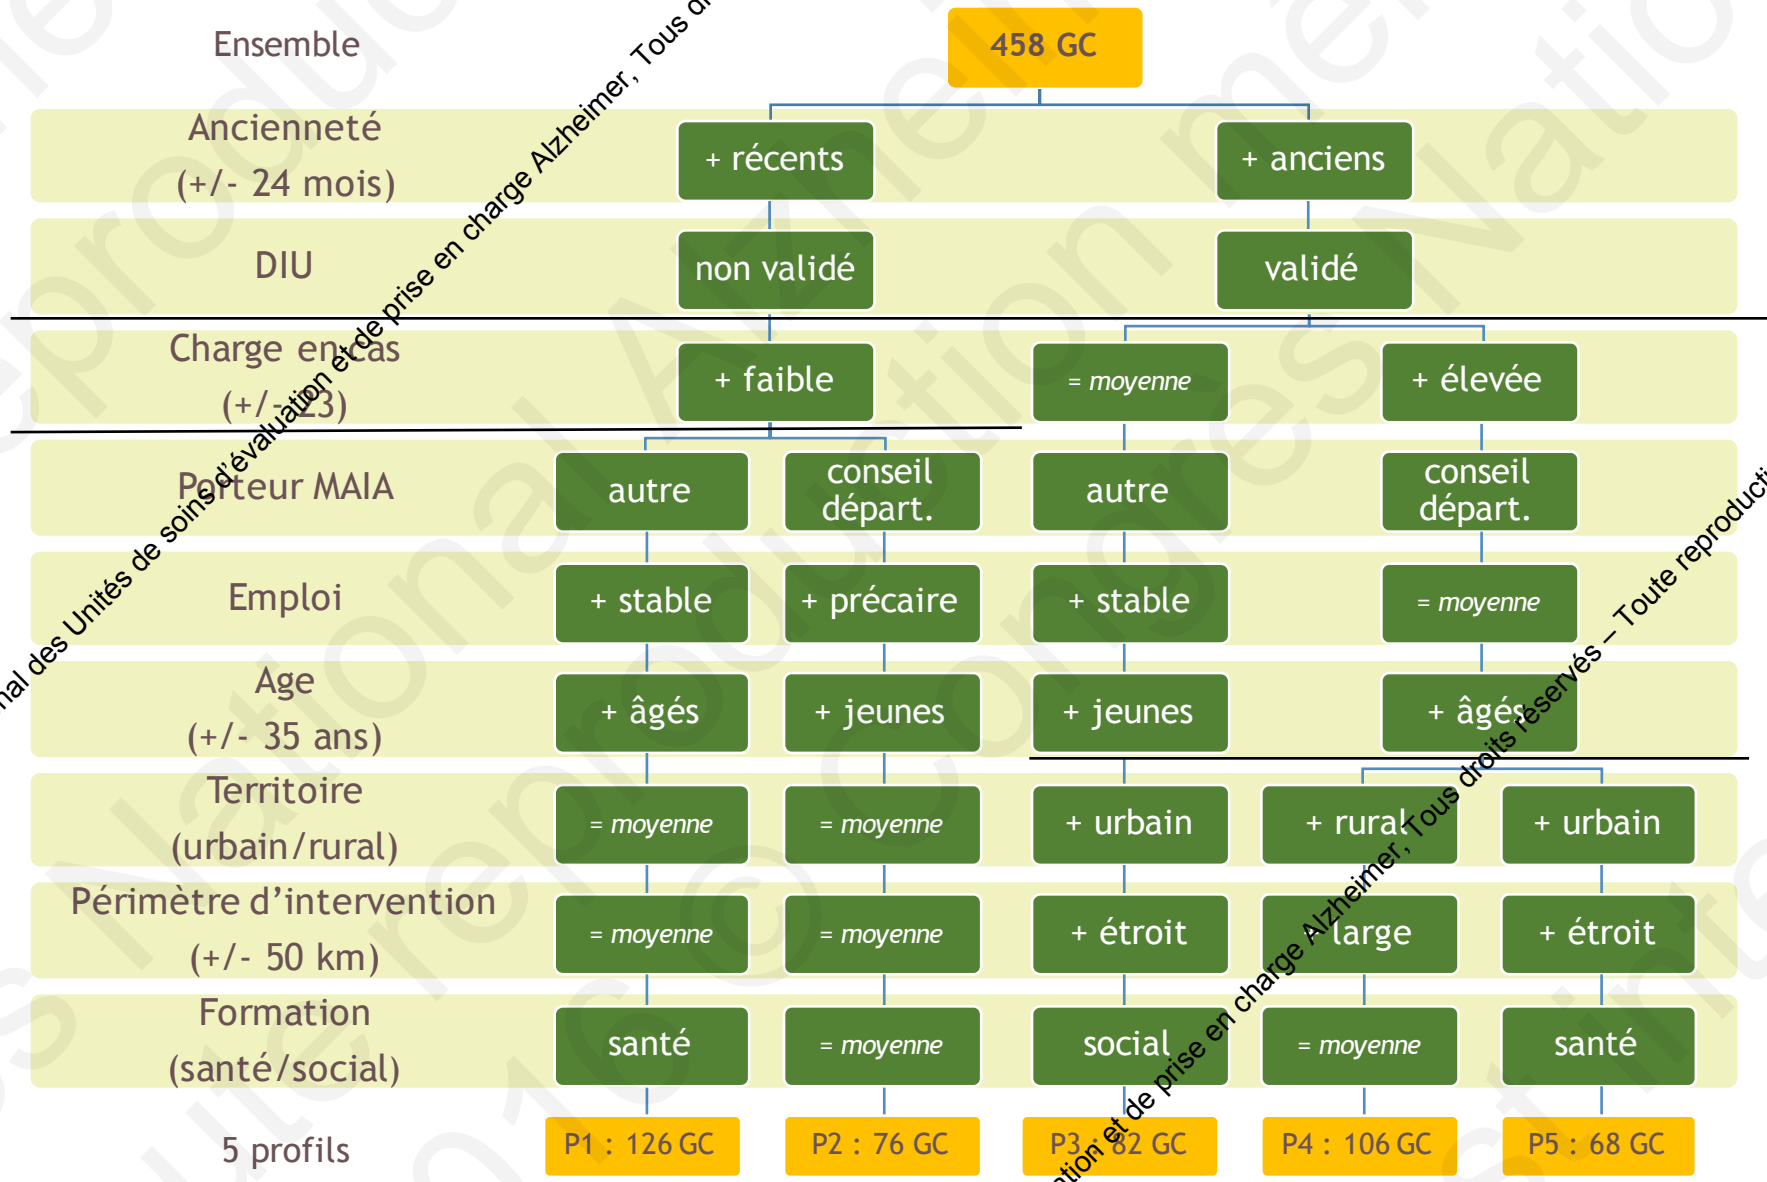 Ensemble
458 GC
Ancienneté
(+/- 24 mois)
+ récents
+ anciens
DIU
non validé
validé
Charge en cas
(+/- 23)
+ faible
= moyenne
+ élevée
Porteur MAIA
autre
conseil
départ.
autre
conseil
départ.
Emploi
+ stable
+ précaire
+ stable
= moyenne
Age
(+/- 35 ans)
+ âgés
+ jeunes
+ jeunes
+ âgés
Territoire
(urbain/rural)
= moyenne
= moyenne
+ urbain
+ rural
+ urbain
Périmètre d’intervention
(+/- 50 km)
= moyenne
= moyenne
+ étroit
+ large
+ étroit
Formation
(santé/social)
santé
= moyenne
social
= moyenne
santé
5 profils
P1 : 126 GC
P2 : 76 GC
P3 : 82 GC
P4 : 106 GC
P5 : 68 GC
des Unités de soins d’évaluation et de prise en charge Alzheimer, Tous
et de prise en charge Alzheimer, Tous droits réservés – Toute
National
reproduction
© Congrès